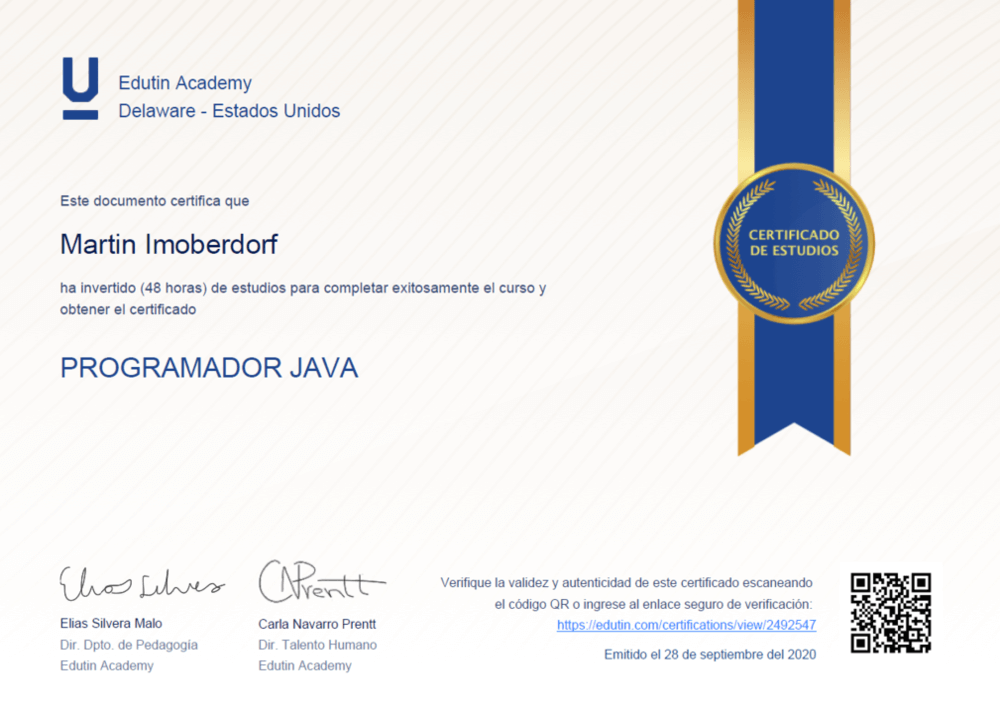 Edutin Academy
Delaware - Estados Unidos
Este documento certifica que
Martin Imoberdorf
ha invertido (48 horas) de estudios para completar exitosamente el curso y
obtener el certificado
PROGRAMADOR JAVA
CERTIFICADO
DE ESTUDIOS
Elias Silvera Malo
Dir. Dpto. de Pedagogía
Edutin Academy
Carla Navarro Prentt
Dir. Talento Humano
Edutin Academy
Verifique la validez y autenticidad de este certificado escaneando
el código QR o ingrese al enlace seguro de verificación:
https://edutin.com/certifications/view/2492547
Emitido el 28 de septiembre del 2020